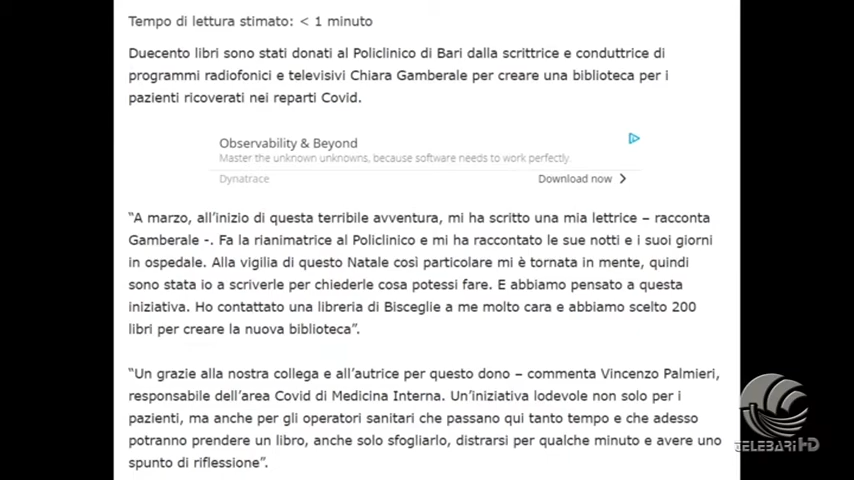 Tempo di lettura stimato: < 1 minuto
Duecento libri sono stati donati al Policlinico di Bari dalla scrittrice e conduttrice di
programmi radiofonici e televisivi Chiara Gamberale per creare una biblioteca per i
pazienti ricoverati nei reparti Covid.
Observability & Beyond
Master the unknown unknowns, because software needs to work perfectly.
Dynatrace
Download now
“A marzo, all’inizio di questa terribile avventura, mi ha scritto una mia lettrice – racconta
Gamberale -. Fa la rianimatrice al Policlinico e mi ha raccontato le sue notti e i suoi giorni
in ospedale. Alla vigilia di questo Natale così particolare mi è tornata in mente, quindi
sono stata io a scriverle per chiederle cosa potessi fare. E abbiamo pensato a questa
iniziativa. Ho contattato una libreria di Bisceglie a me molto cara e abbiamo scelto 200
libri per creare la nuova biblioteca”.
“Un grazie alla nostra collega e all’autrice per questo dono – commenta Vincenzo Palmieri,
responsabile dell’area Covid di Medicina Interna. Un’iniziativa lodevole non solo per i
pazienti, ma anche per gli operatori sanitari che passano qui tanto tempo e che adesso
potranno prendere un libro, anche solo sfogliarlo, distrarsi per qualche minuto e avere uno
spunto di riflessione”.
TELEBARI HD